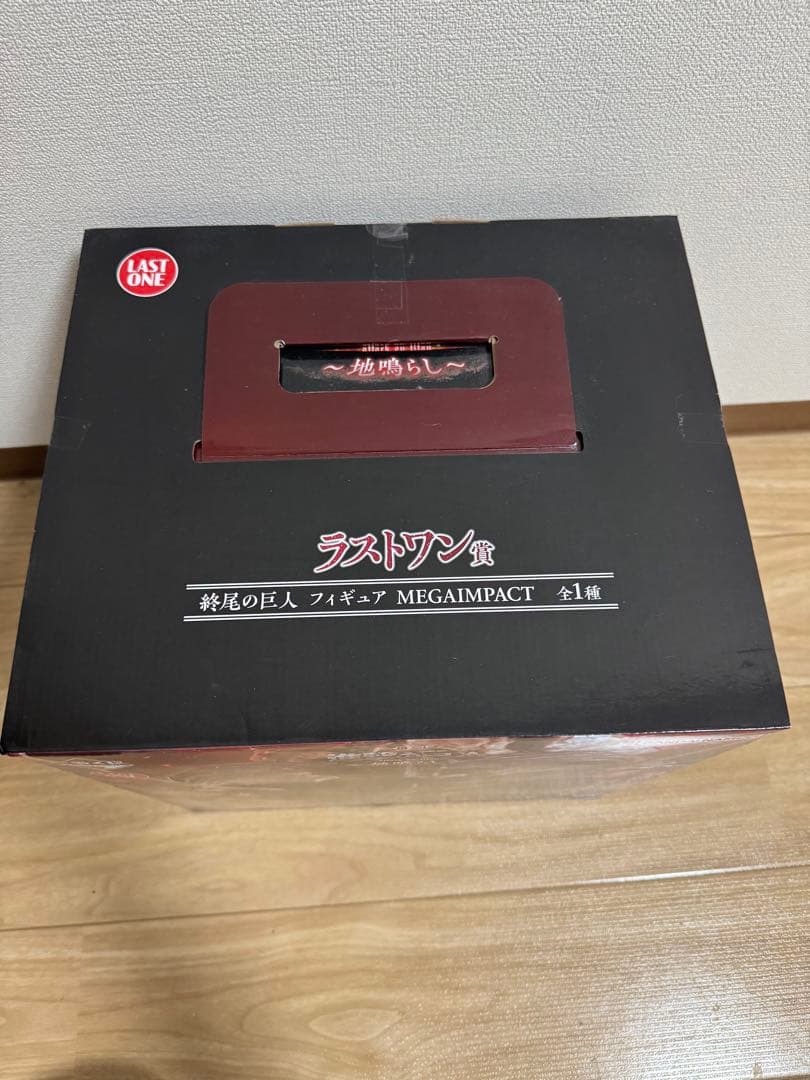 LAST
ONE
attack on titan
～地鳴らし～
ラストワン賞
終尾の巨人 フィギュア MEGAIMPACT 全1種